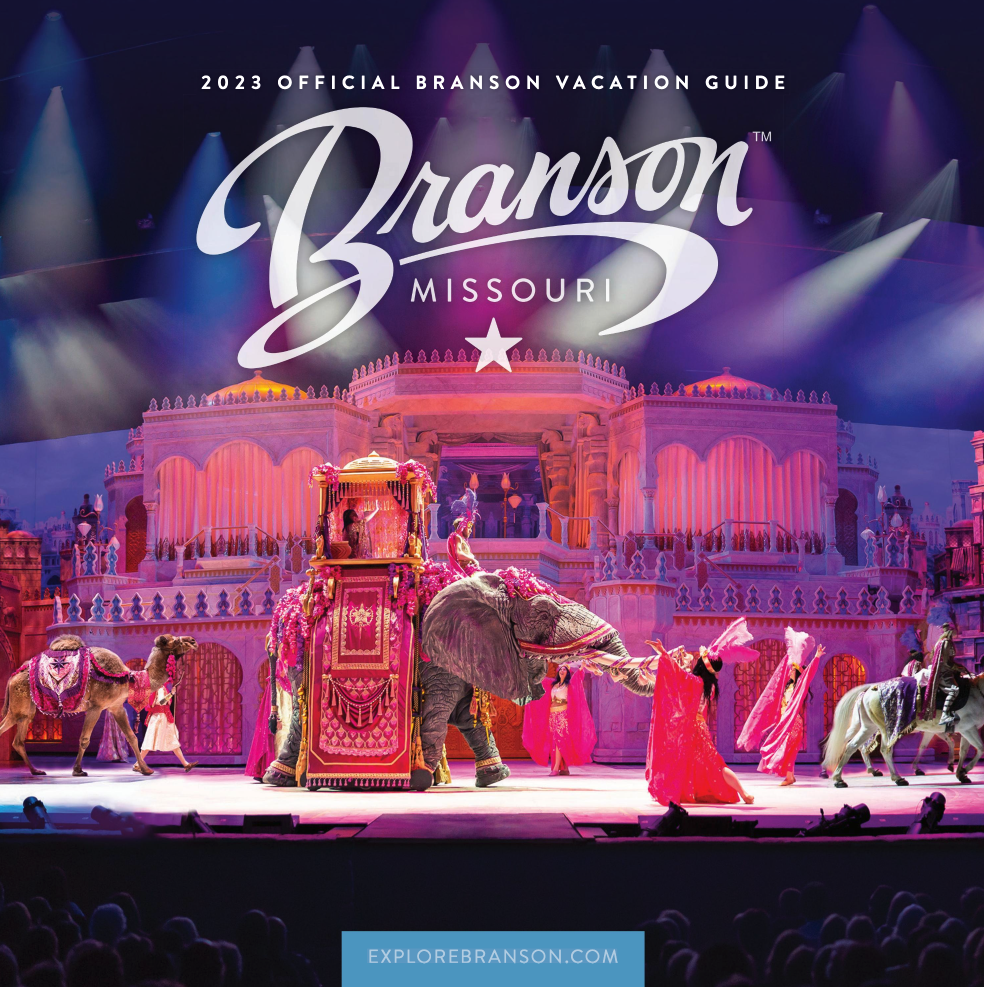 2023 OFFICIAL BRANSON VACATION GUIDE
Branson™
MISSOURI
EXPLOREBRANSON.COM